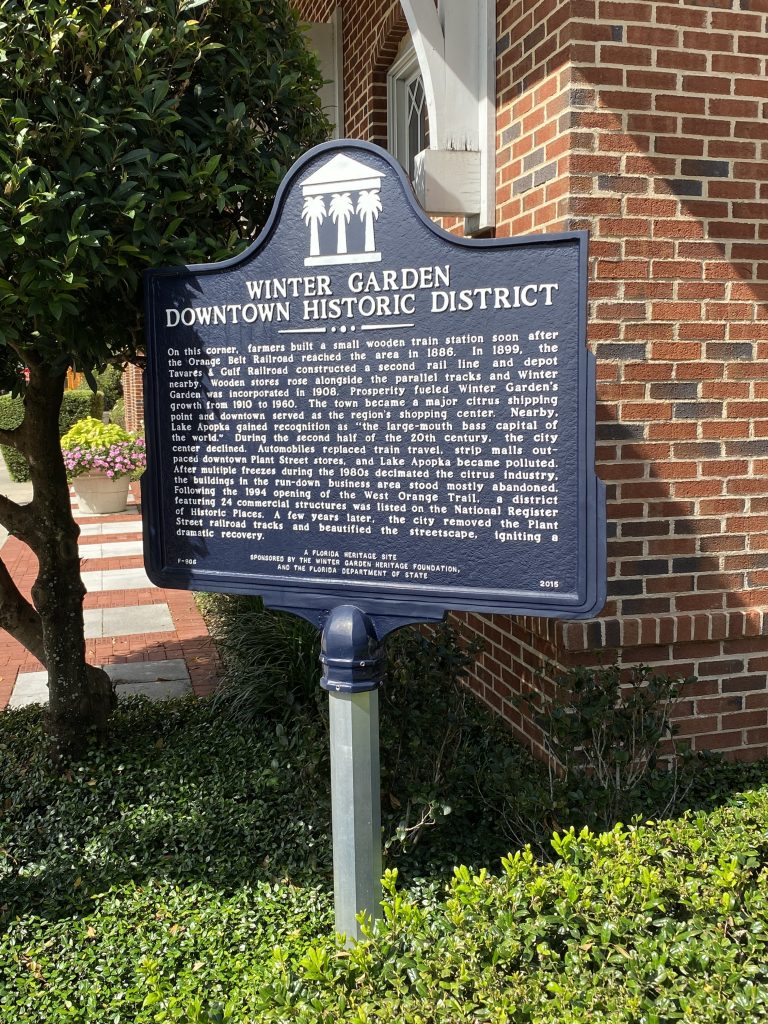 WINTER GARDEN
DOWNTOWN HISTORIC DISTRICT
On this corner, farmers built a small wooden train station soon after
the Orange Belt Railroad reached the area in 1886. In 1899, the
Tavares & Gulf Railroad constructed a second rail line and depot
nearby. Wooden stores rose alongside the parallel tracks and Winter
Garden was incorporated in 1908. Prosperity fueled Winter Garden's
growth from 1910 to 1960. The town became a major citrus shipping
point and downtown served as the region's shopping center. Nearby,
Lake Apopka gained recognition as "the large-mouth bass capital of
the world." During the second half of the 20th century, the city
center declined. Automobiles replaced train travel, strip malls out-
paced downtown Plant Street stores, and Lake Apopka became polluted.
After multiple freezes during the 1980s decimated the citrus industry,
the buildings in the run-down business area stood mostly abandoned.
Following the 1994 opening of the West Orange Trail, a district
featuring 24 commercial structures was listed on the National Register
of Historic Places. A few years later, the city removed the Plant
Street railroad tracks and beautified the streetscape, igniting a
dramatic recovery.
A FLORIDA HERITAGE SITE
SPONSORED BY THE WINTER GARDEN HERITAGE FOUNDATION,
AND THE FLORIDA DEPARTMENT OF STATE
F-906
2015